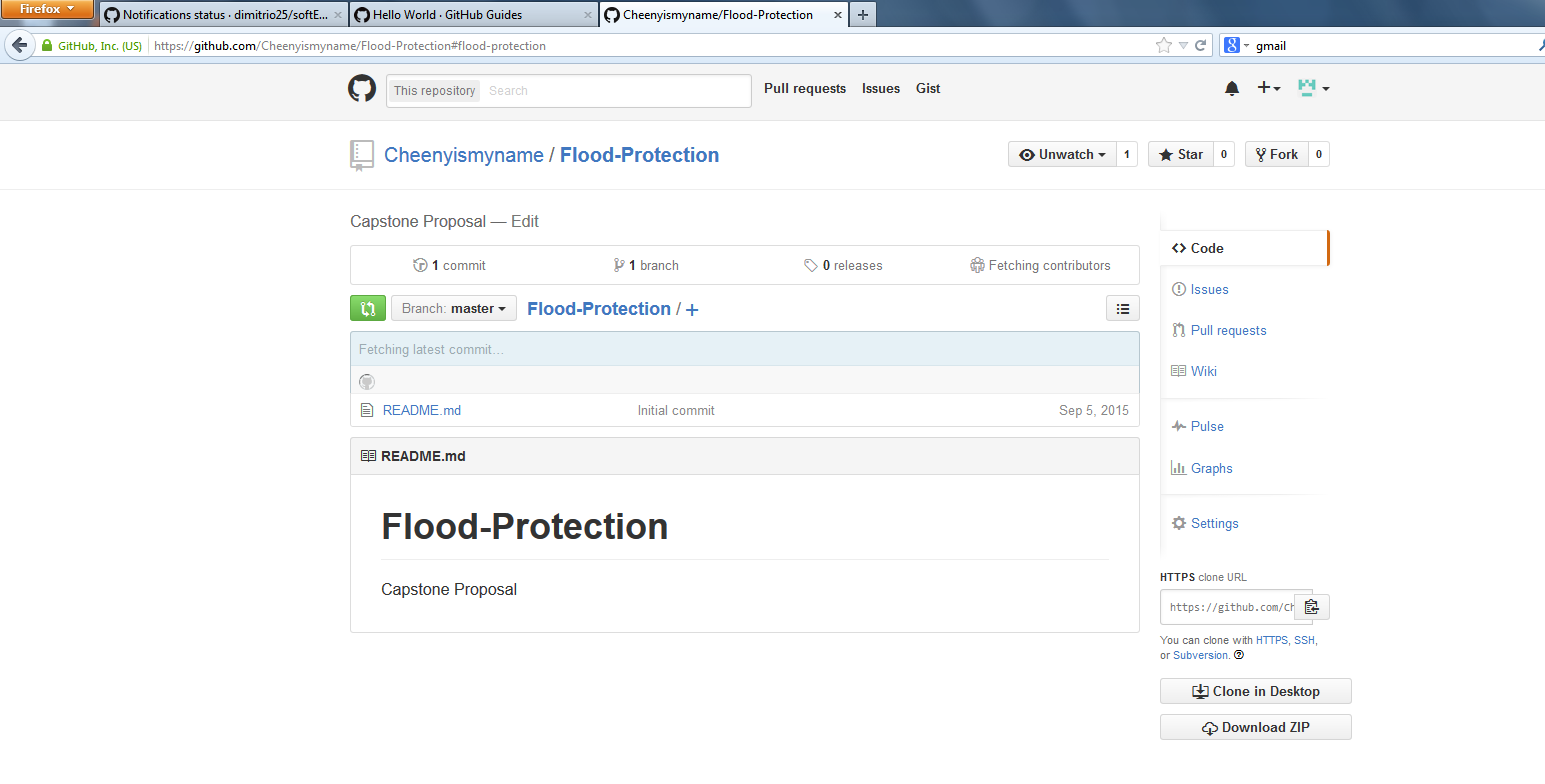 Firefox
Notifications status · dimitrio25/softE...
Hello World · GitHub Guides
Cheenyismyname/Flood-Protection
GitHub, Inc. (US)
https://github.com/Cheenyismyname/Flood-Protection#flood-protection
gmail
This repository
Search
Pull requests
Issues
Gist
Cheenyismyname / Flood-Protection
Unwatch
1
Star
0
Fork
0
Capstone Proposal — Edit
1 commit
1 branch
0 releases
Fetching contributors
Branch: master
Flood-Protection / +
Fetching latest commit…
README.md
Initial commit
Sep 5, 2015
README.md
Flood-Protection
Capstone Proposal
Code
Issues
Pull requests
Wiki
Pulse
Graphs
Settings
HTTPS clone URL
https://github.com/Ch
You can clone with HTTPS, SSH,
or Subversion.
Clone in Desktop
Download ZIP